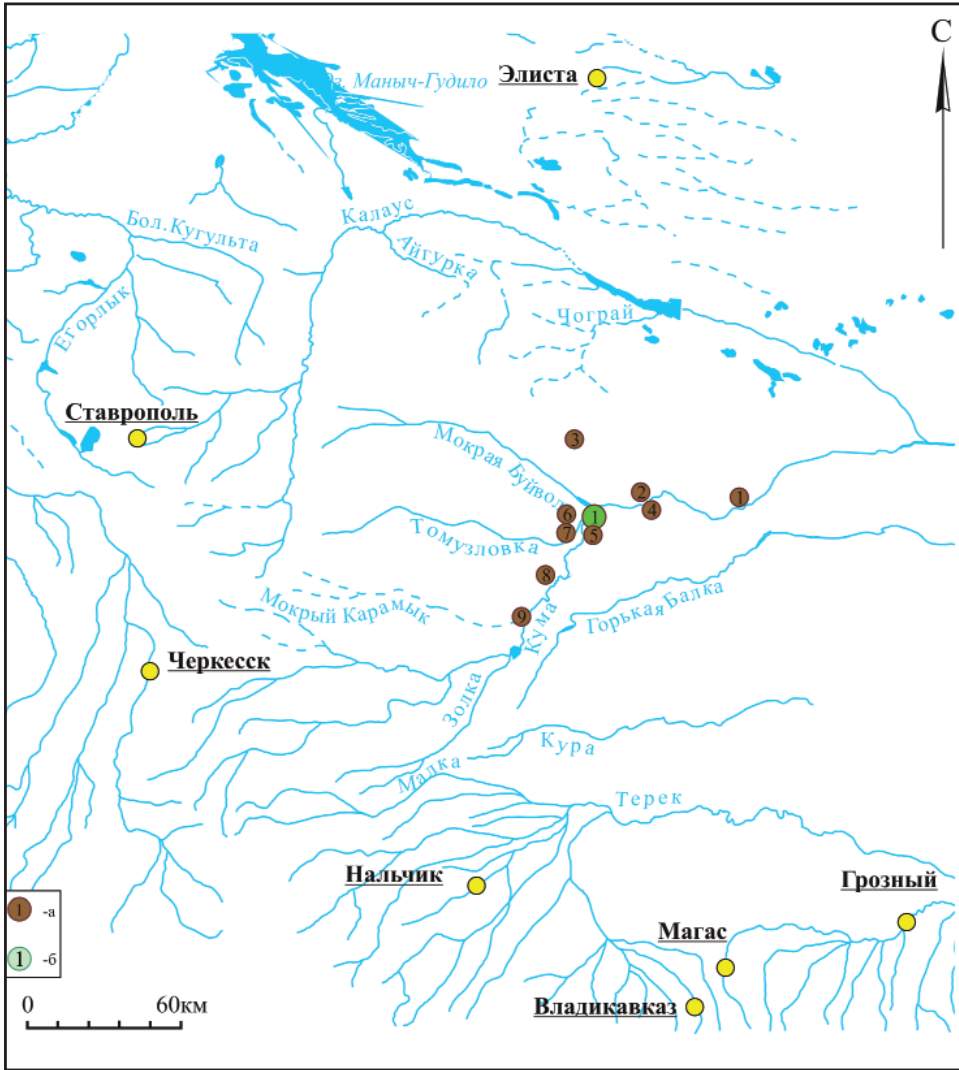 С
Элиста
Оз. Маныч-Гудило
Калаус
Бол.Кугульта
Айгурка
Егорлык
Чограй
Ставрополь
Мокрая Буйвола
3
2
1
4
6
1
7
5
Томузловка
8
9
Мокрый Карамык
Кума
Горькая Балка
Черкесск
Золка
Кура
Малка
Терек
Нальчик
Грозный
Магас
Владикавказ
1 -а
1 -б
0 60км